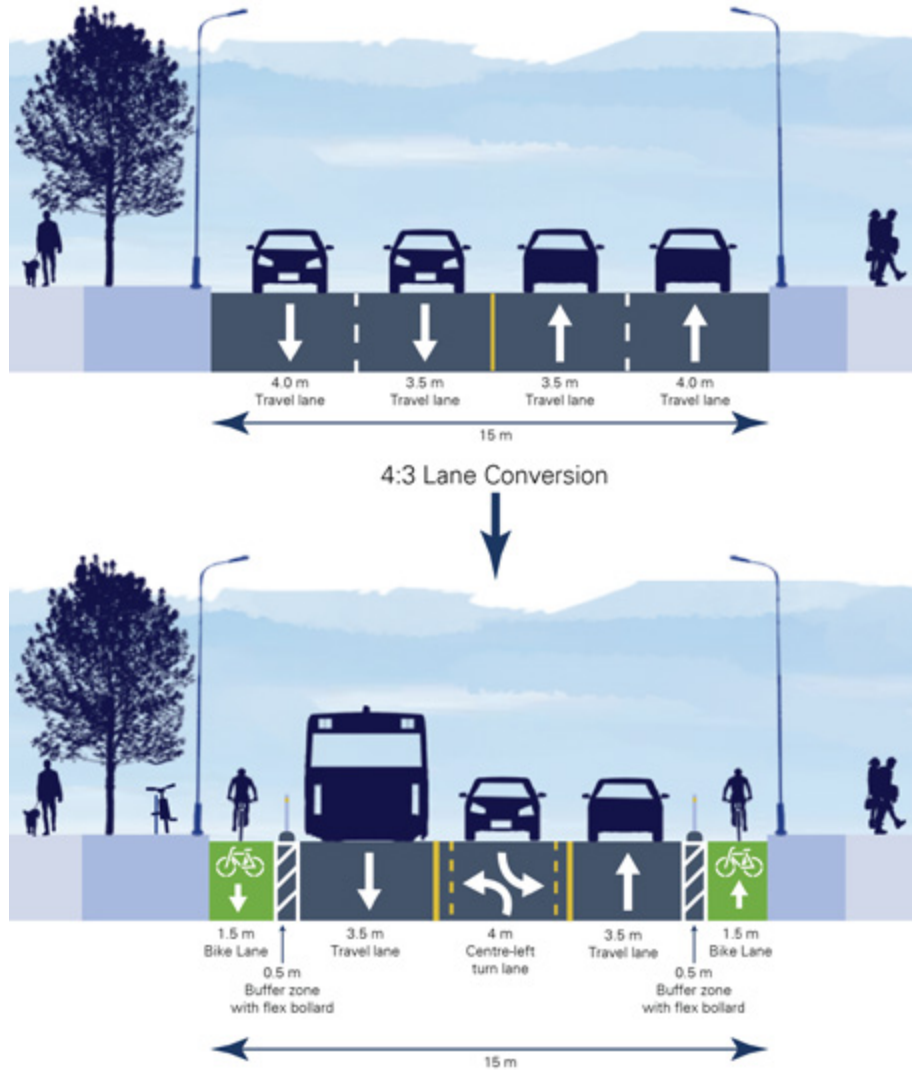 4.0 m
Travel lane
3.5 m
Travel lane
3.5 m
Travel lane
4.0 m
Travel lane
15 m
4:3 Lane Conversion
1.5 m
Bike Lane
0.5 m
Buffer zone
with flex bollard
3.5 m
Travel lane
4 m
Centre-left
turn lane
3.5 m
Travel lane
0.5 m
Buffer zone
with flex bollard
1.5 m
Bike Lane
15 m